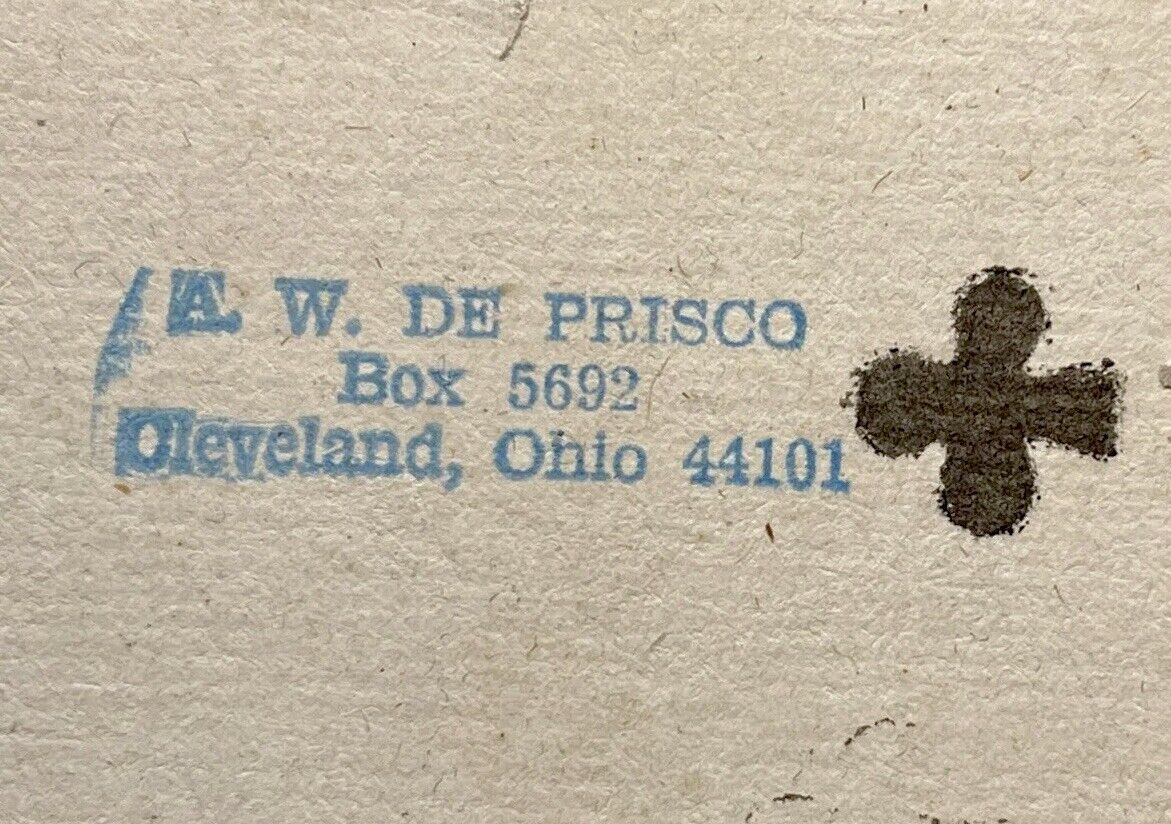 A. W. DE PRISCO
Box 5692
Cleveland, Ohio 44101